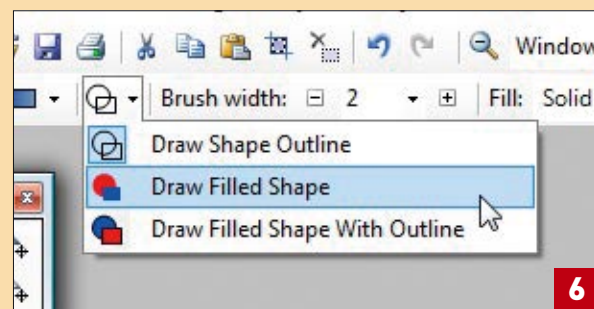 Window
Brush width: 2 Fill: Solid
Draw Shape Outline
Draw Filled Shape
Draw Filled Shape With Outline
6